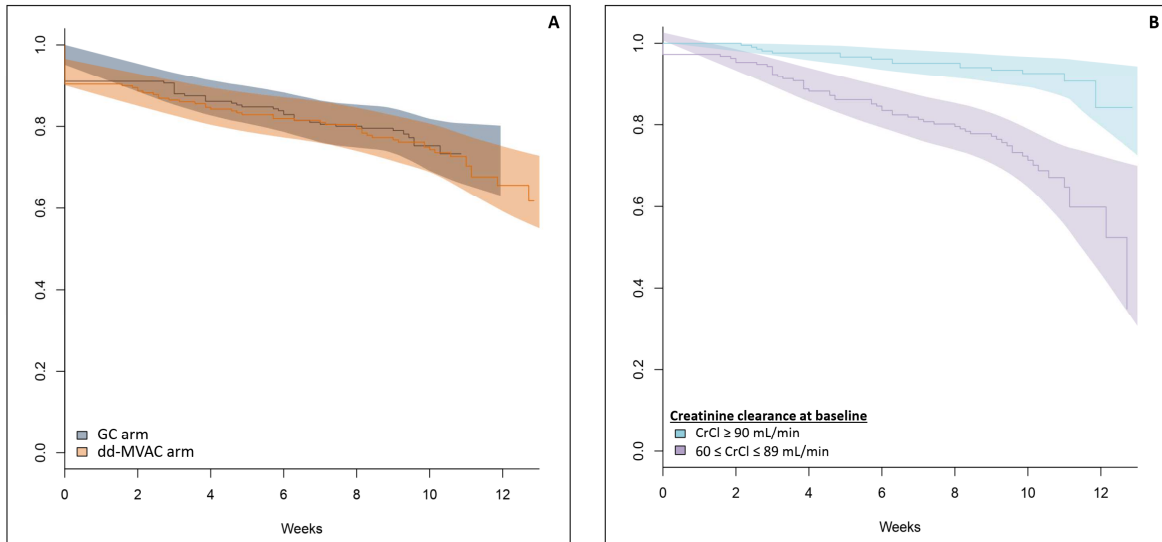 A
1.0
0.8
0.6
0.4
0.2
0.0
GC arm
dd-MVAC arm
0 2 4 6 8 10 12
Weeks
B
1.0
0.8
0.6
0.4
0.2
0.0
Creatinine clearance at baseline
CrCl ≥ 90 mL/min
60 ≤ CrCl ≤ 89 mL/min
0 2 4 6 8 10 12
Weeks